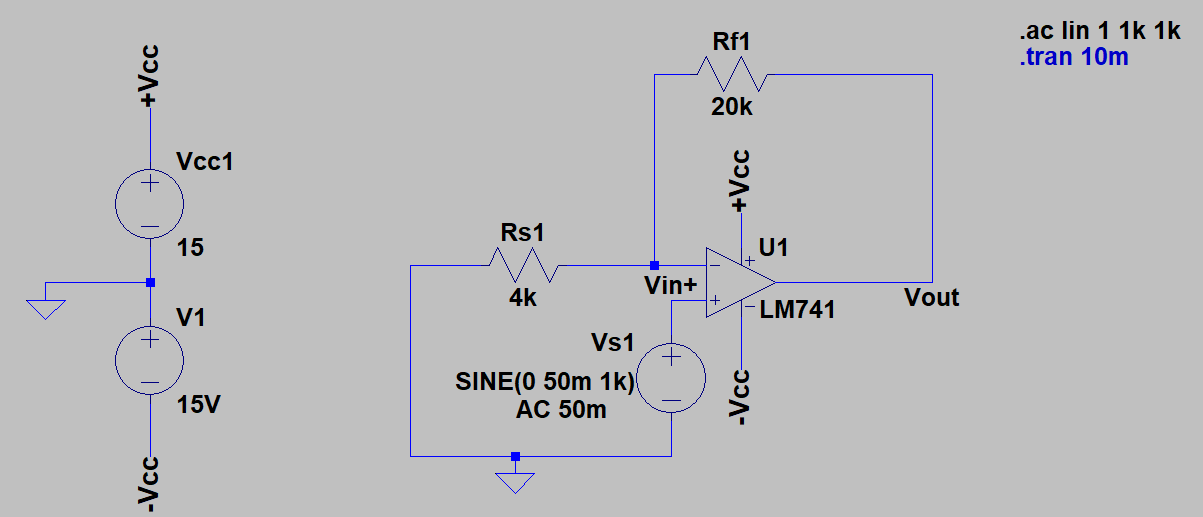 .ac lin 1 1k 1k
.tran 10m
+Vcc
Vcc1
15
V1
15V
-Vcc
Rf1
20k
+Vcc
Rs1
4k
U1
Vin+
LM741
Vout
Vs1
SINE(0 50m 1k)
AC 50m
-Vcc